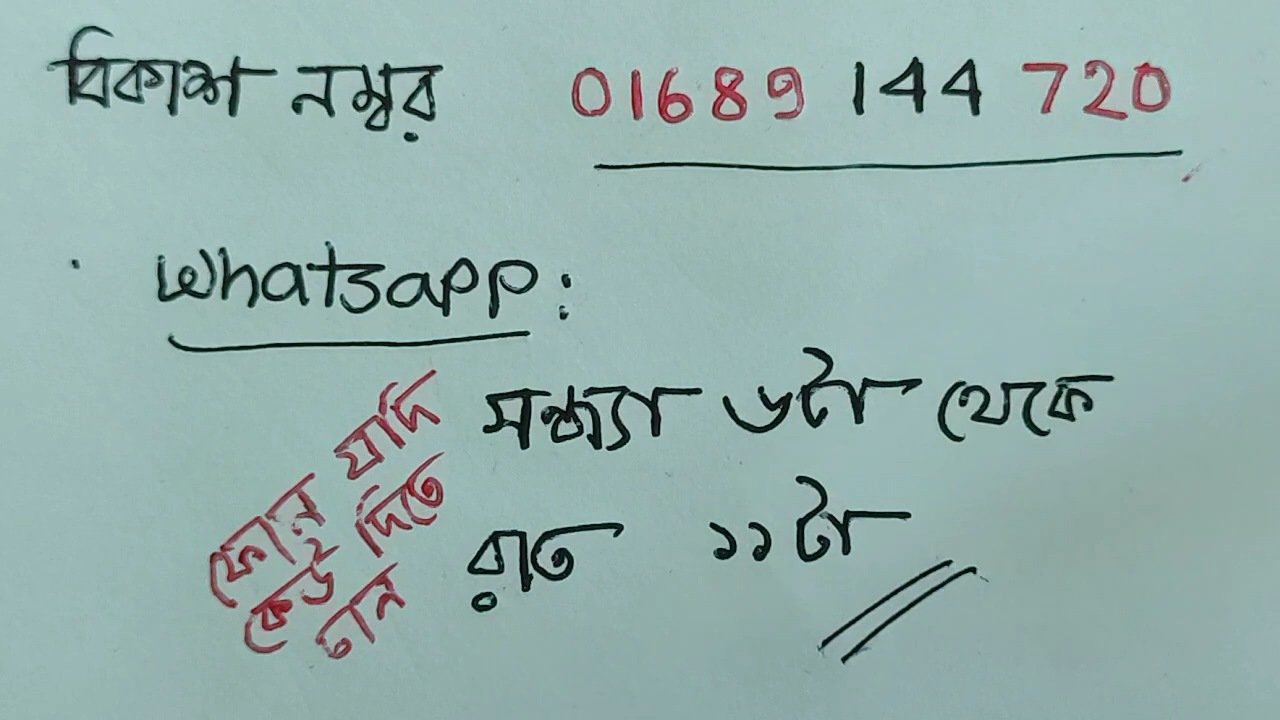 বিকাশ নম্বর 01689 144 720
Whatsapp:
সন্ধ্যা ৬টা থেকে
রাত ১১টা
ফোন যদি
কেউ দিতে
চান